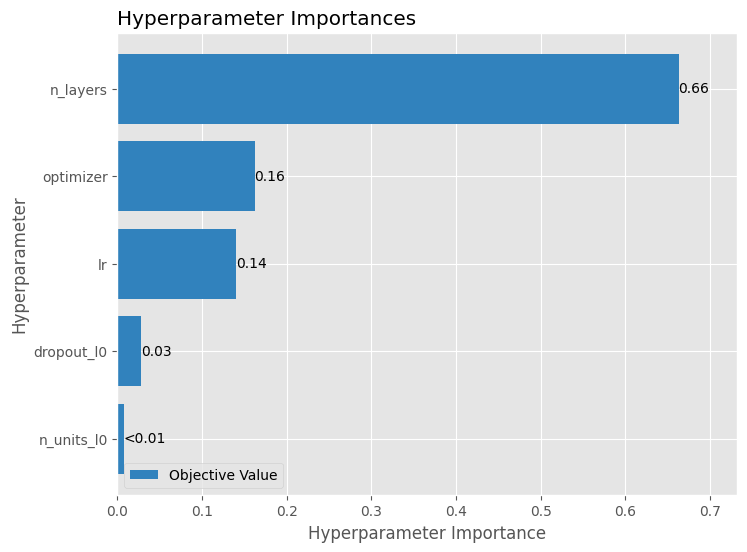 Hyperparameter Importances
n_layers
0.66
optimizer
0.16
lr
0.14
dropout_l0
0.03
n_units_l0
<0.01
Objective Value
0.0 0.1 0.2 0.3 0.4 0.5 0.6 0.7
Hyperparameter Importance
Hyperparameter